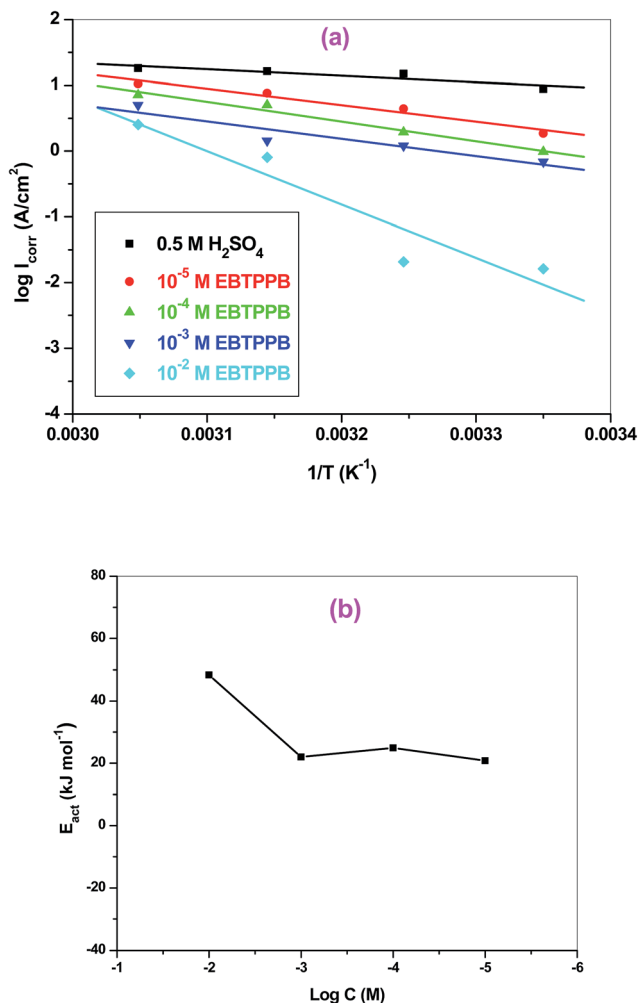 (a)
log I_corr (A/cm²)
2
1
0
-1
-2
-3
-4
0.5 M H₂SO₄
10⁻⁵ M EBTPPB
10⁻⁴ M EBTPPB
10⁻³ M EBTPPB
10⁻² M EBTPPB
0.0030 0.0031 0.0032 0.0033 0.0034
1/T (K⁻¹)
(b)
E_act (kJ mol⁻¹)
80
60
40
20
0
-20
-40
-1 -2 -3 -4 -5 -6
Log C (M)